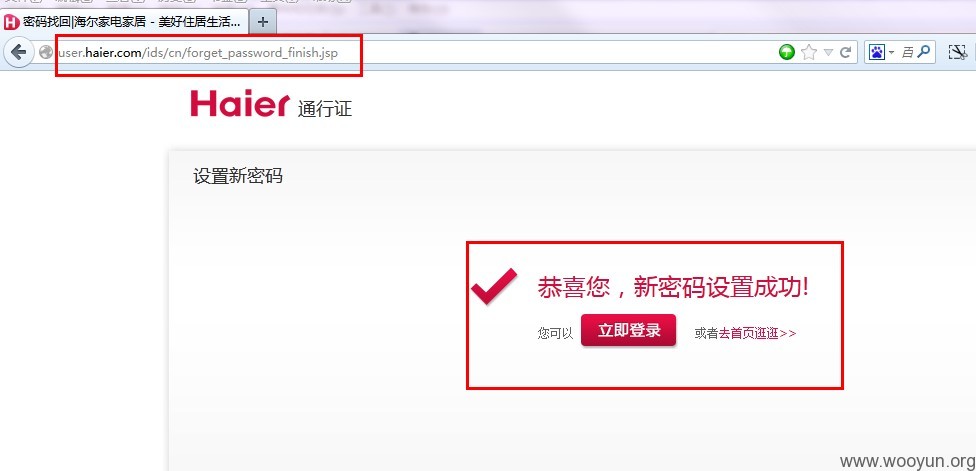 密码找回|海尔家电家居 - 美好住居生活...
user.haier.com/ids/cn/forget_password_finish.jsp
百
Haier 通行证
设置新密码
恭喜您，新密码设置成功!
您可以 立即登录 或者去首页逛逛>>
www.wooyun.org